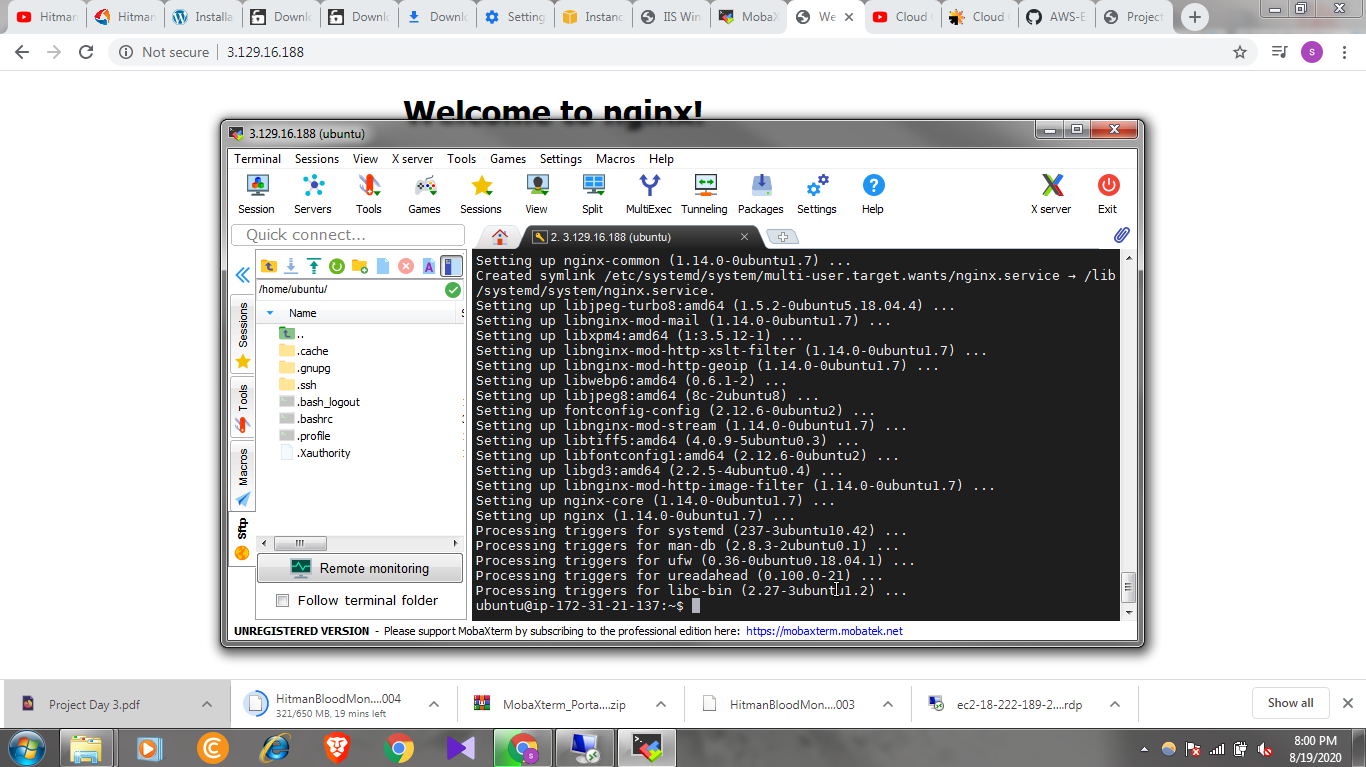 Hitman
Hitman
Installa
Downlo
Downlo
Downlo
Setting
Instanc
IIS Win
MobaX
We
Cloud
Cloud
AWS-E
Project
Not secure
3.129.16.188
s
Welcome to nginx!
3.129.16.188 (ubuntu)
Terminal Sessions View X server Tools Games Settings Macros Help
Session Servers Tools Games Sessions View Split MultiExec Tunneling Packages Settings Help X server Exit
Quick connect...
2. 3.129.16.188 (ubuntu)
/home/ubuntu/
Name
..
.cache
.gnupg
.ssh
.bash_logout
.bashrc
.profile
.Xauthority
Sessions
Tools
Macros
Sftp
Remote monitoring
Follow terminal folder
Setting up nginx-common (1.14.0-0ubuntu1.7) ...
Created symlink /etc/systemd/system/multi-user.target.wants/nginx.service → /lib
/systemd/system/nginx.service.
Setting up libjpeg-turbo8:amd64 (1.5.2-0ubuntu5.18.04.4) ...
Setting up libnginx-mod-mail (1.14.0-0ubuntu1.7) ...
Setting up libxpm4:amd64 (1:3.5.12-1) ...
Setting up libnginx-mod-http-xslt-filter (1.14.0-0ubuntu1.7) ...
Setting up libnginx-mod-http-geoip (1.14.0-0ubuntu1.7) ...
Setting up libwebp6:amd64 (0.6.1-2) ...
Setting up libjpeg8:amd64 (8c-2ubuntu8) ...
Setting up fontconfig-config (2.12.6-0ubuntu2) ...
Setting up libnginx-mod-stream (1.14.0-0ubuntu1.7) ...
Setting up libtiff5:amd64 (4.0.9-5ubuntu0.3) ...
Setting up libfontconfig1:amd64 (2.12.6-0ubuntu2) ...
Setting up libgd3:amd64 (2.2.5-4ubuntu0.4) ...
Setting up libnginx-mod-http-image-filter (1.14.0-0ubuntu1.7) ...
Setting up nginx-core (1.14.0-0ubuntu1.7) ...
Setting up nginx (1.14.0-0ubuntu1.7) ...
Processing triggers for systemd (237-3ubuntu10.42) ...
Processing triggers for man-db (2.8.3-2ubuntu0.1) ...
Processing triggers for ufw (0.36-0ubuntu0.18.04.1) ...
Processing triggers for ureadahead (0.100.0-21) ...
Processing triggers for libc-bin (2.27-3ubuntu1.2) ...
ubuntu@ip-172-31-21-137:~$
UNREGISTERED VERSION - Please support MobaXterm by subscribing to the professional edition here: https://mobaxterm.mobatek.net
Project Day 3.pdf
HitmanBloodMon....004
321/650 MB, 19 mins left
MobaXterm_Porta....zip
HitmanBloodMon....003
ec2-18-222-189-2....rdp
Show all
8:00 PM
8/19/2020